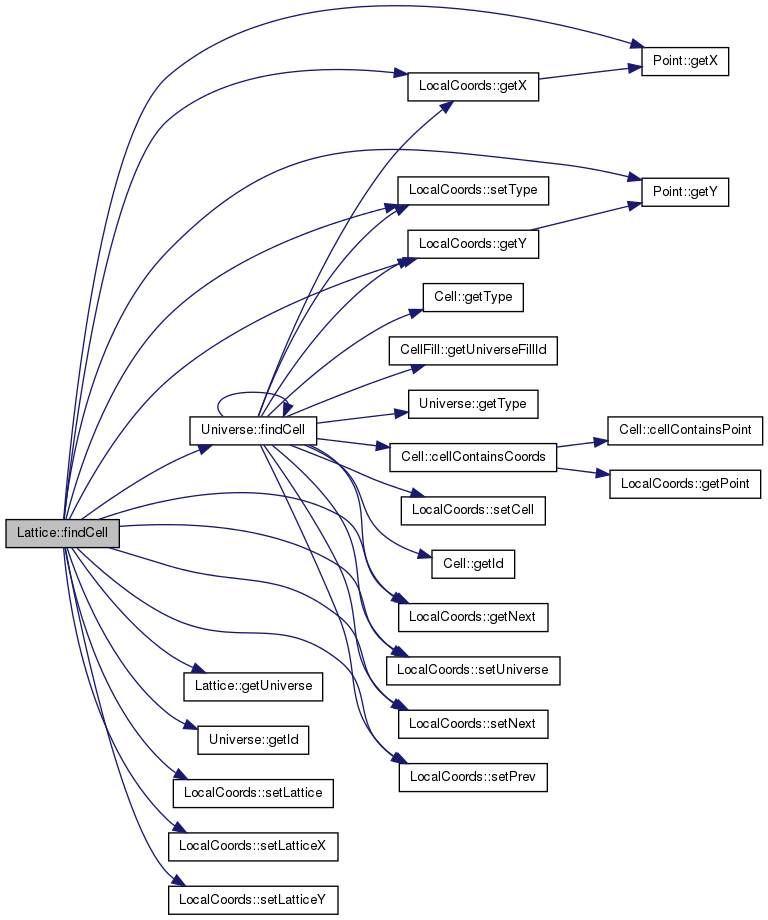 Point::getX
LocalCoords::getX
LocalCoords::setType
Point::getY
LocalCoords::getY
Cell::getType
CellFill::getUniverseFillId
Universe::getType
Universe::findCell
Cell::cellContainsPoint
Cell::cellContainsCoords
LocalCoords::getPoint
LocalCoords::setCell
Lattice::findCell
Cell::getId
LocalCoords::getNext
LocalCoords::setUniverse
Lattice::getUniverse
LocalCoords::setNext
Universe::getId
LocalCoords::setPrev
LocalCoords::setLattice
LocalCoords::setLatticeX
LocalCoords::setLatticeY